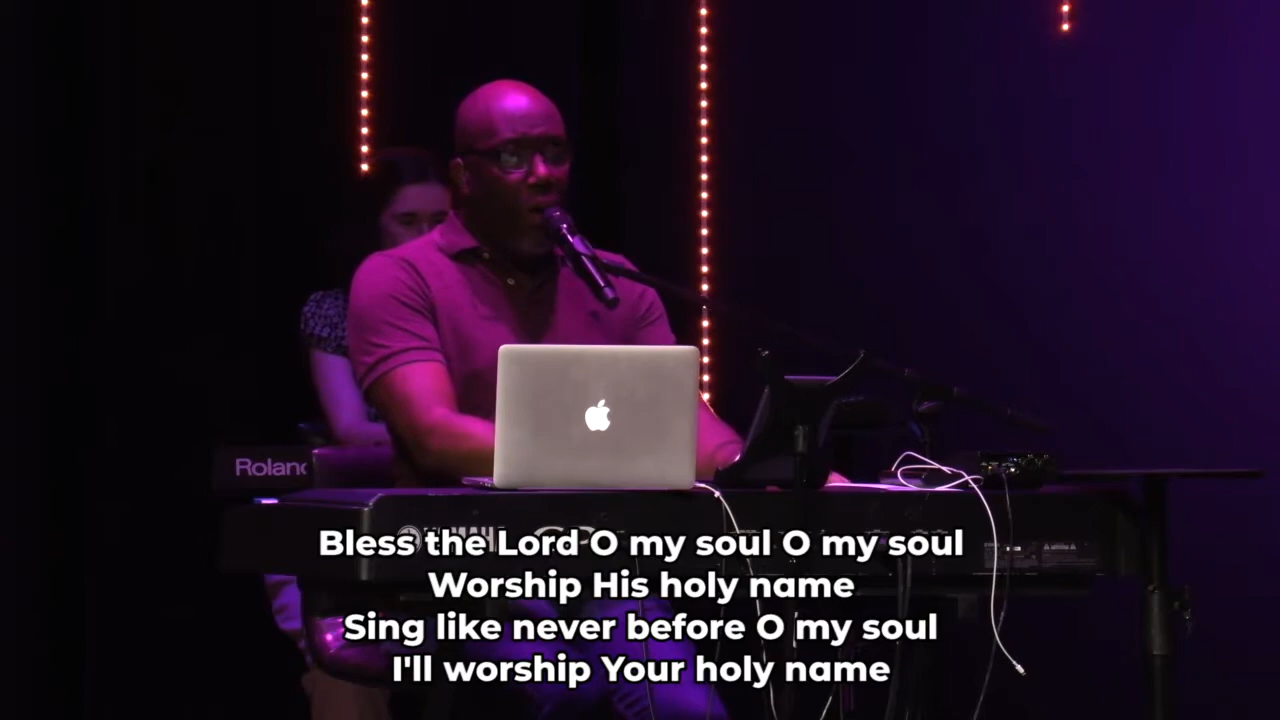 Roland
YAMAHA
Bless the Lord O my soul O my soul
Worship His holy name
Sing like never before O my soul
I'll worship Your holy name